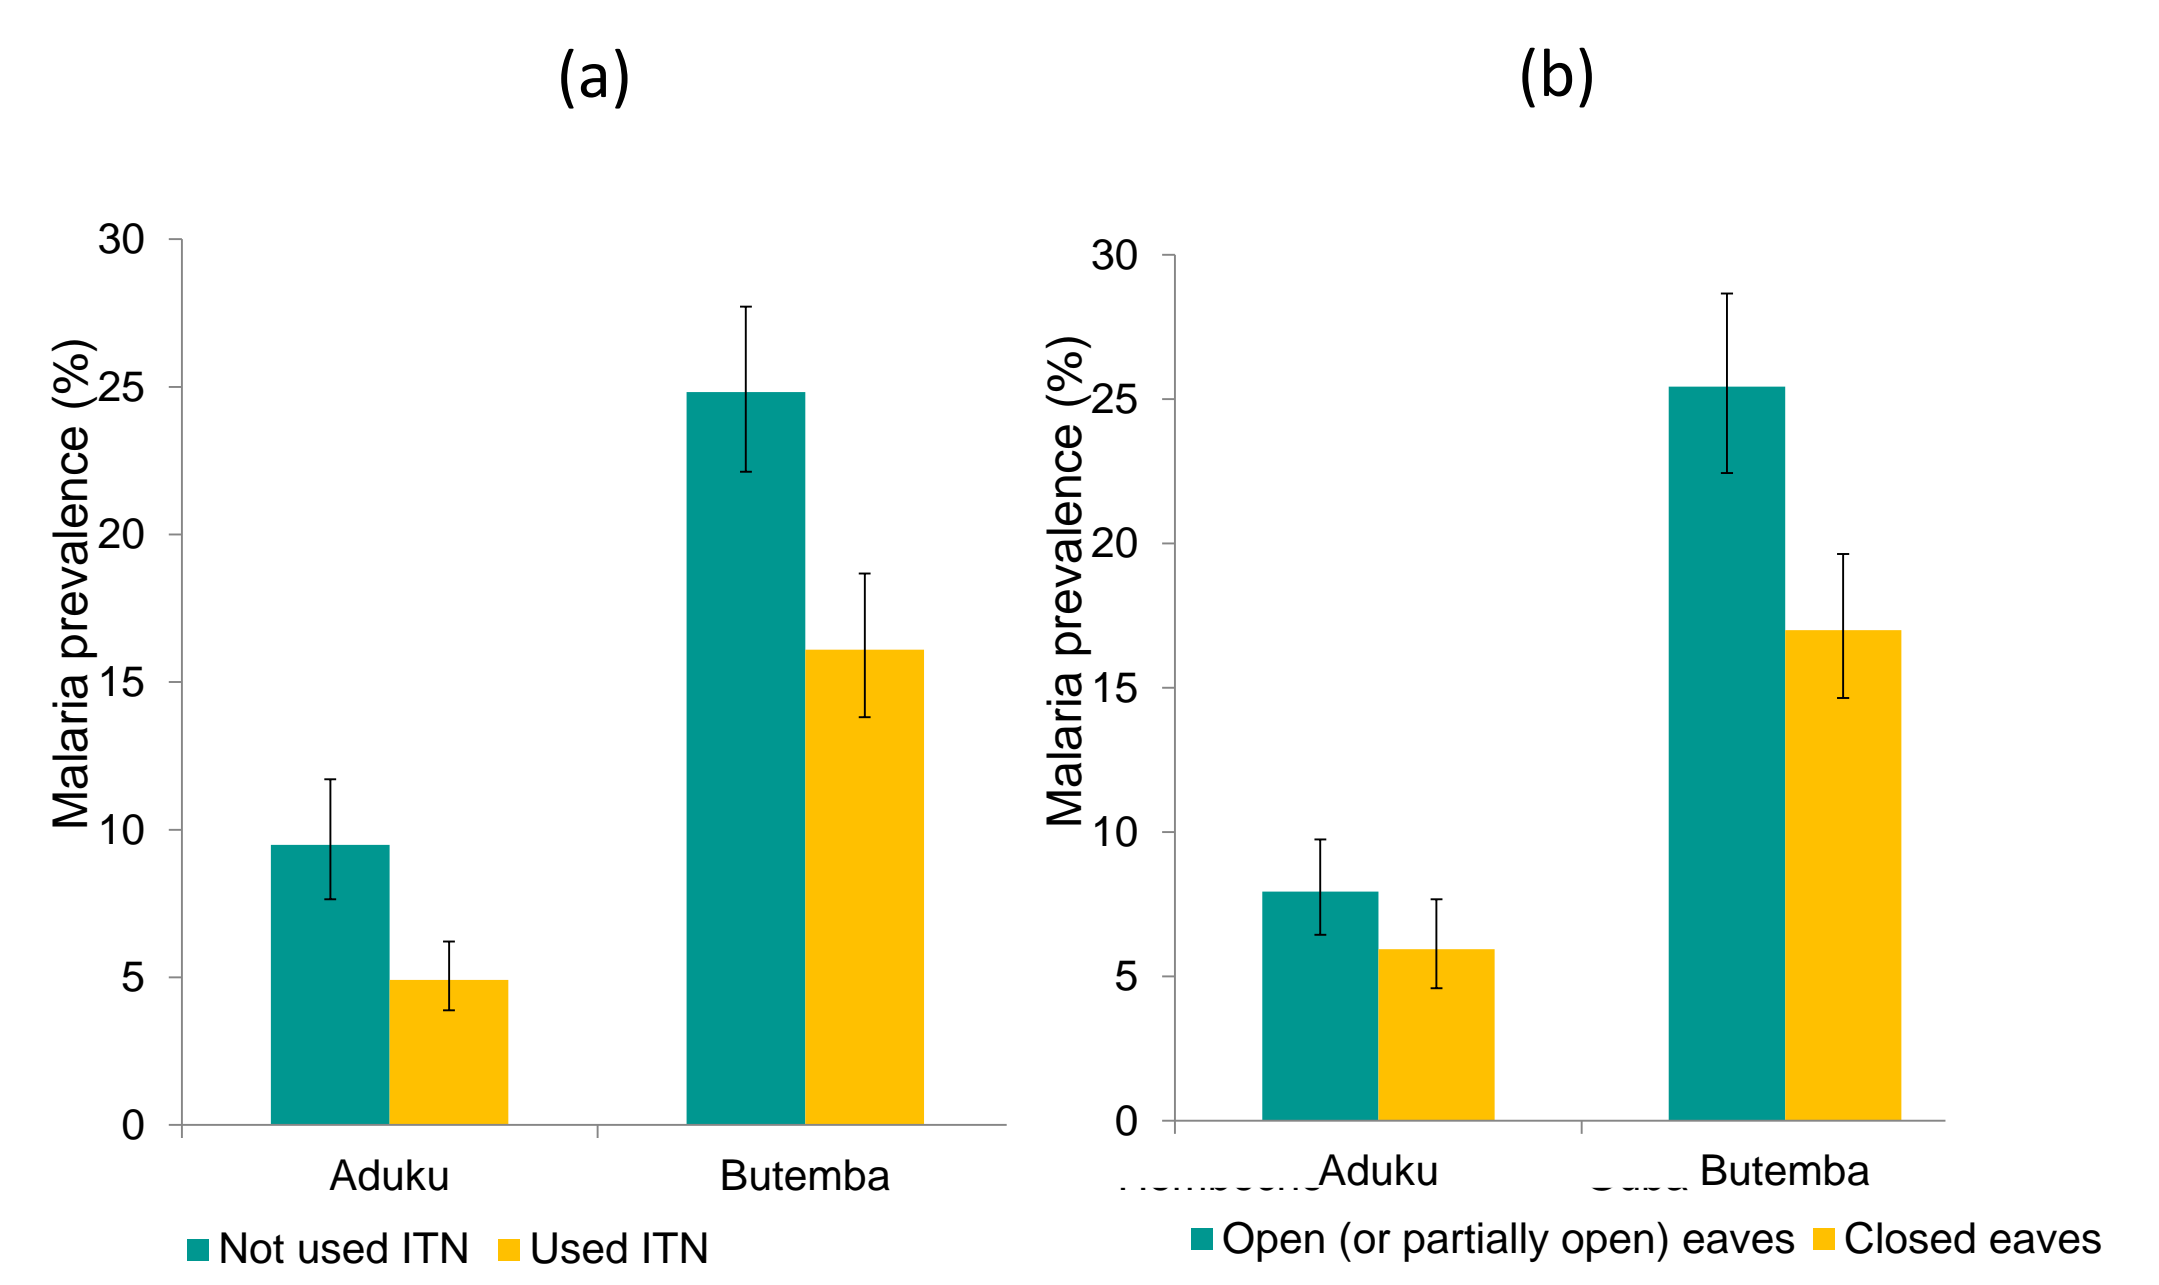 (a)
(b)
Malaria prevalence (%)
30
25
20
15
10
5
0
Aduku
Butemba
Not used ITN
Used ITN
Malaria prevalence (%)
30
25
20
15
10
5
0
Aduku
Butemba
Open (or partially open) eaves
Closed eaves